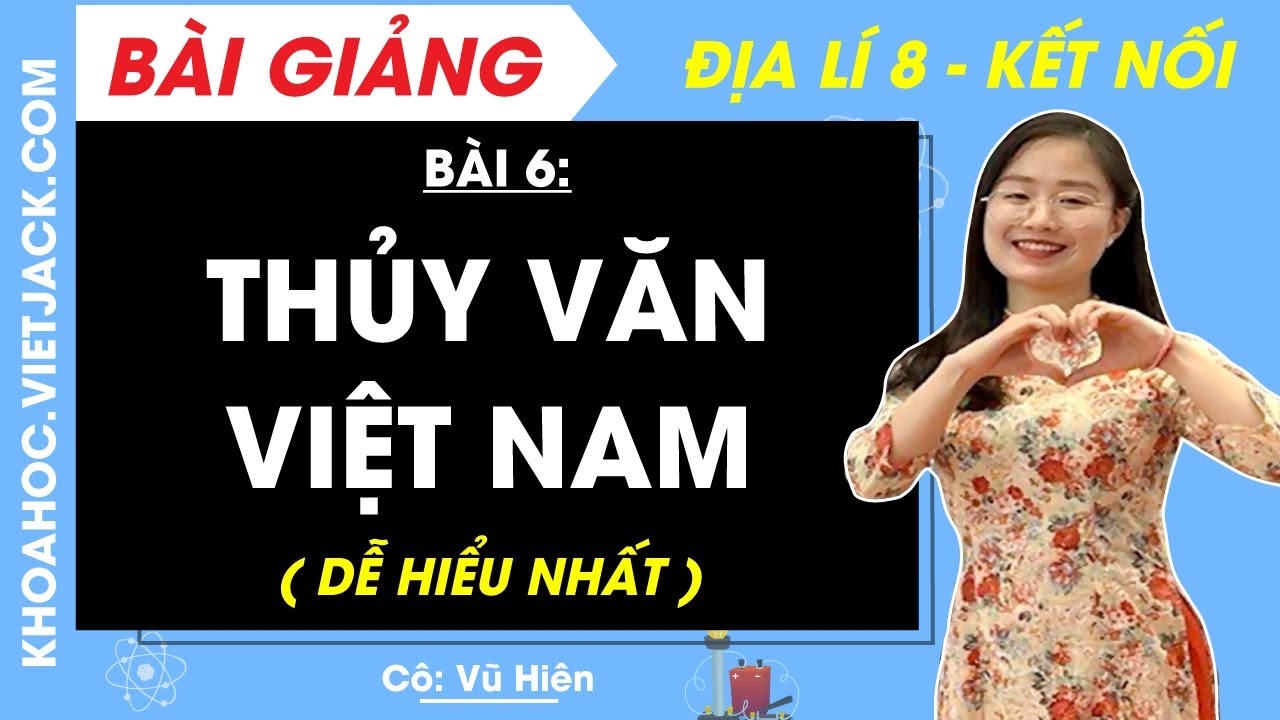 BÀI GIẢNG
ĐỊA LÍ 8 - KẾT NỐI
KHOAHOC.VIETJACK.COM
BÀI 6:
THỦY VĂN
VIỆT NAM
( DỄ HIỂU NHẤT )
Cô: Vũ Hiên